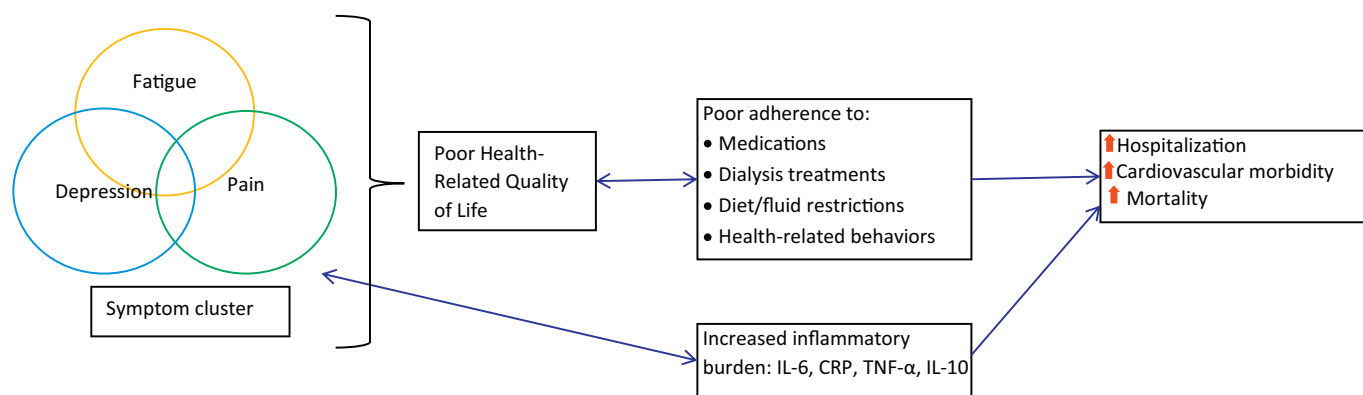 Fatigue
Depression
Pain
Symptom cluster
Poor Health-
Related Quality
of Life
Poor adherence to:
• Medications
• Dialysis treatments
• Diet/fluid restrictions
• Health-related behaviors
Increased inflammatory
burden: IL-6, CRP, TNF-α, IL-10
Hospitalization
Cardiovascular morbidity
Mortality